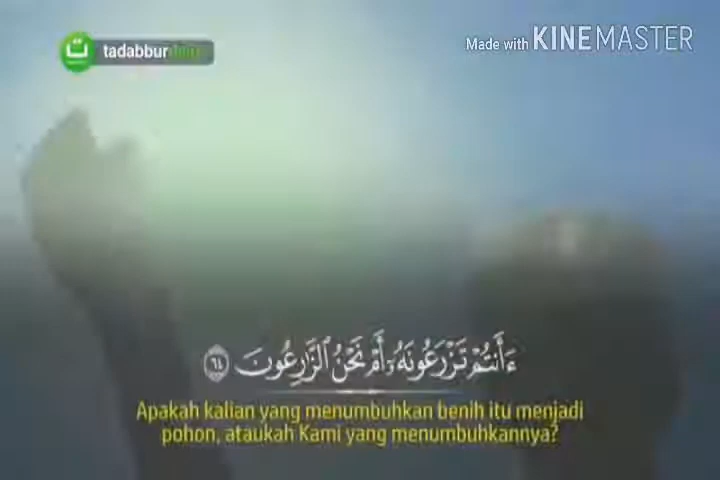 tadabbur
Made with KINEMASTER
ءَأَنتُمْ تَزْرَعُونَهُۥٓ أَمْ نَحْنُ ٱلزَّٰرِعُونَ ٦٤
Apakah kalian yang menumbuhkan benih itu menjadi
pohon, ataukah Kami yang menumbuhkannya?